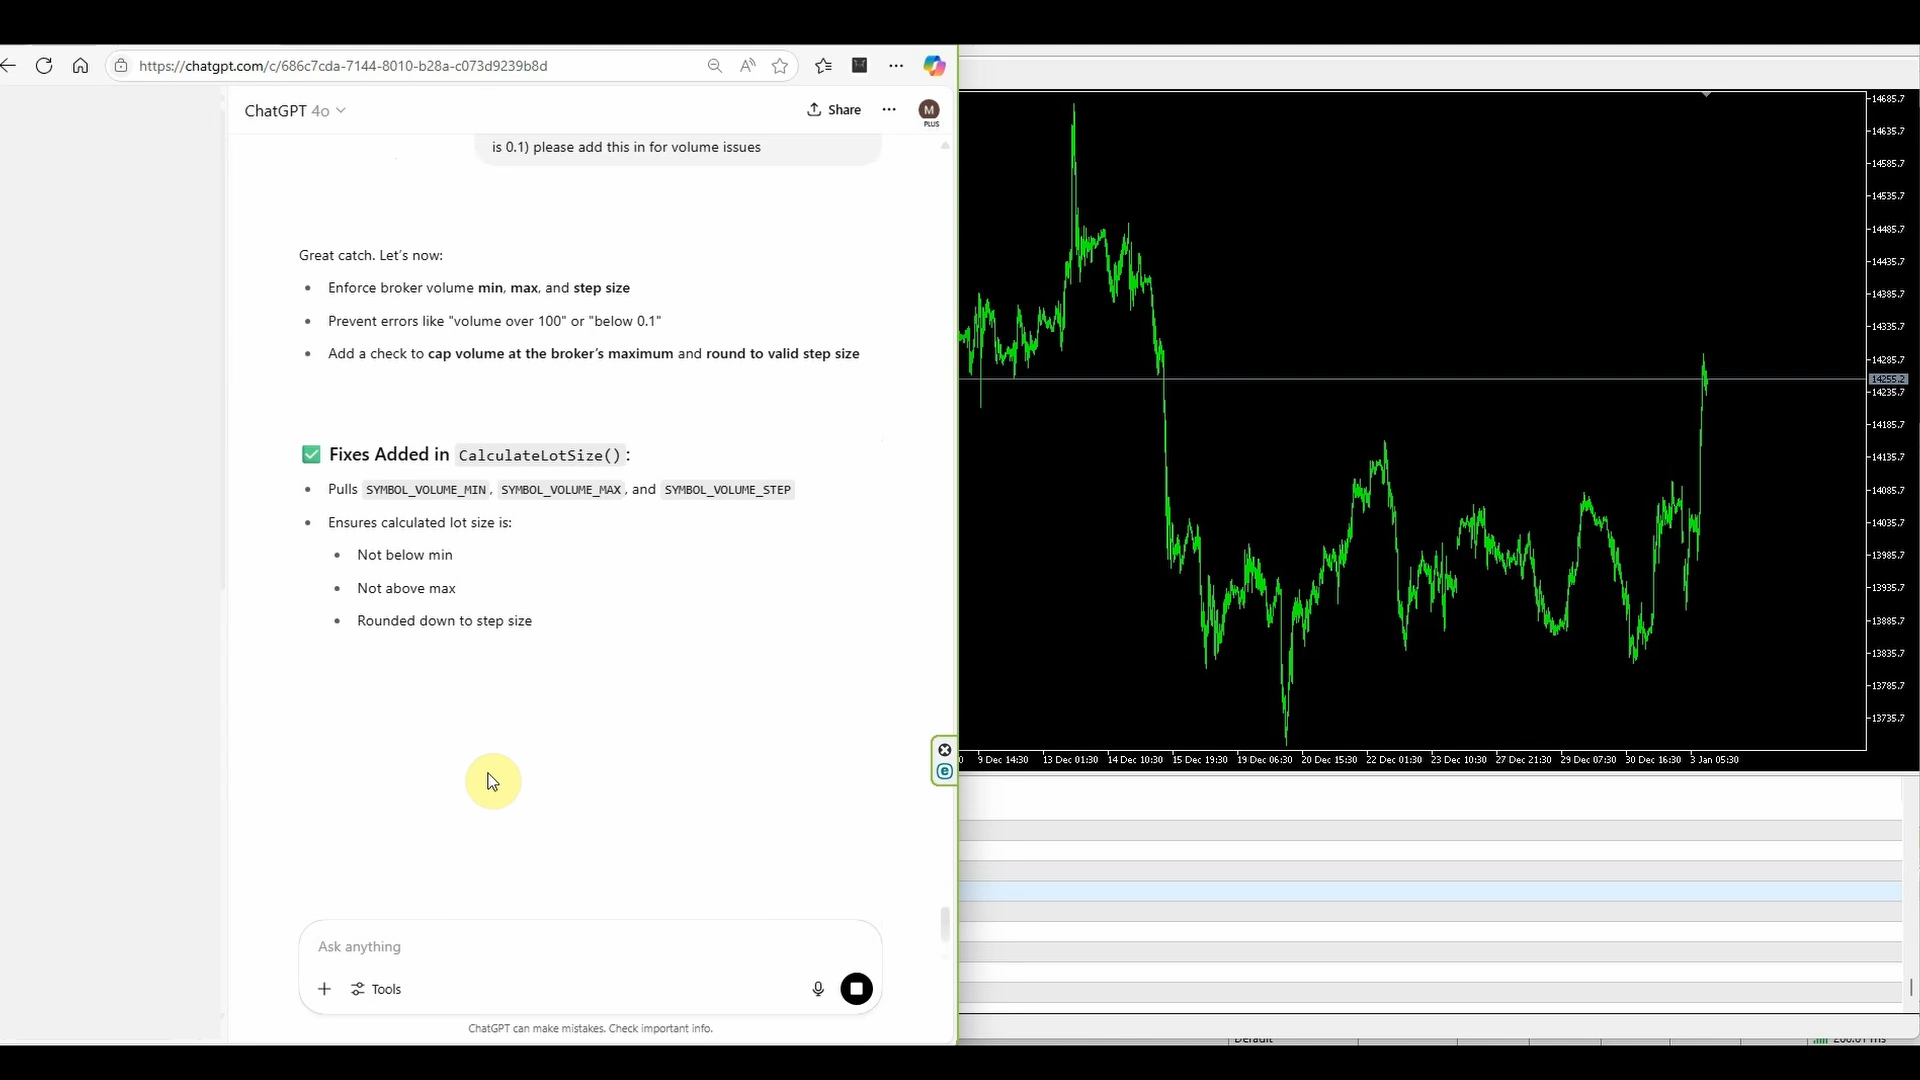 https://chatgpt.com/c/686c7cda-7144-8010-b28a-c073d9239b8d
ChatGPT 4o
Share
M
PLUS
is 0.1) please add this in for volume issues
Great catch. Let’s now:
Enforce broker volume min, max, and step size
Prevent errors like "volume over 100" or "below 0.1"
Add a check to cap volume at the broker’s maximum and round to valid step size
Fixes Added in CalculateLotSize():
Pulls SYMBOL_VOLUME_MIN, SYMBOL_VOLUME_MAX, and SYMBOL_VOLUME_STEP
Ensures calculated lot size is:
Not below min
Not above max
Rounded down to step size
Ask anything
Tools
ChatGPT can make mistakes. Check important info.
14685.7
14635.7
14585.7
14535.7
14485.7
14435.7
14385.7
14335.7
14285.7
14255.2
14235.7
14185.7
14135.7
14085.7
14035.7
13985.7
13935.7
13885.7
13835.7
13785.7
13735.7
9 Dec 14:30
13 Dec 01:30
14 Dec 10:30
15 Dec 19:30
19 Dec 06:30
20 Dec 15:30
22 Dec 01:30
23 Dec 10:30
27 Dec 21:30
29 Dec 07:30
30 Dec 16:30
3 Jan 05:30
Default